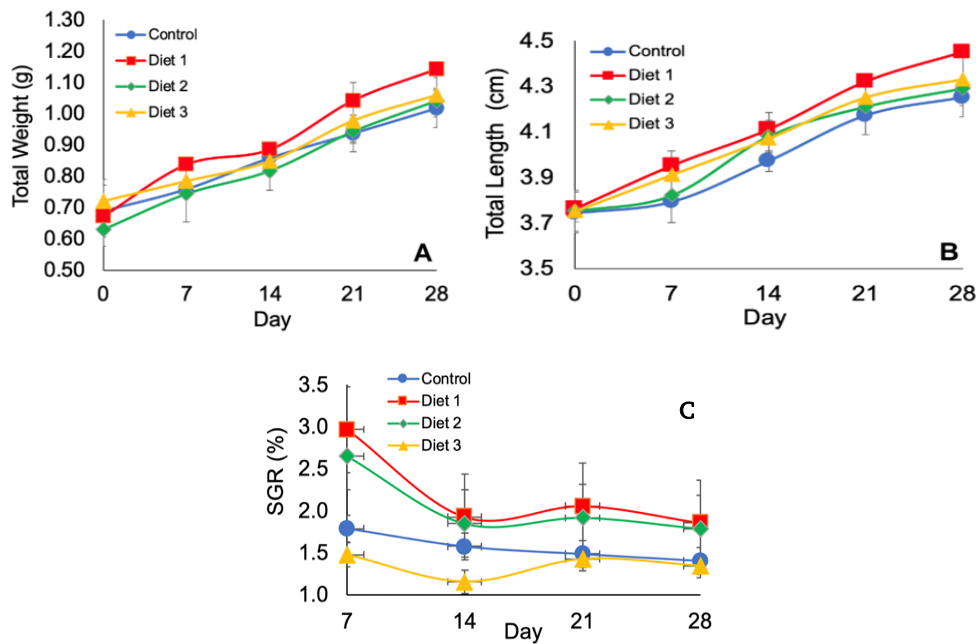 Total Weight (g)
1.30
1.20
1.10
1.00
0.90
0.80
0.70
0.60
0.50
Control
Diet 1
Diet 2
Diet 3
A
0 7 14 21 28
Day
Total Length (cm)
4.5
4.3
4.1
3.9
3.7
3.5
Control
Diet 1
Diet 2
Diet 3
B
0 7 14 21 28
Day
SGR (%)
3.5
3.0
2.5
2.0
1.5
1.0
Control
Diet 1
Diet 2
Diet 3
C
7 14 21 28
Day